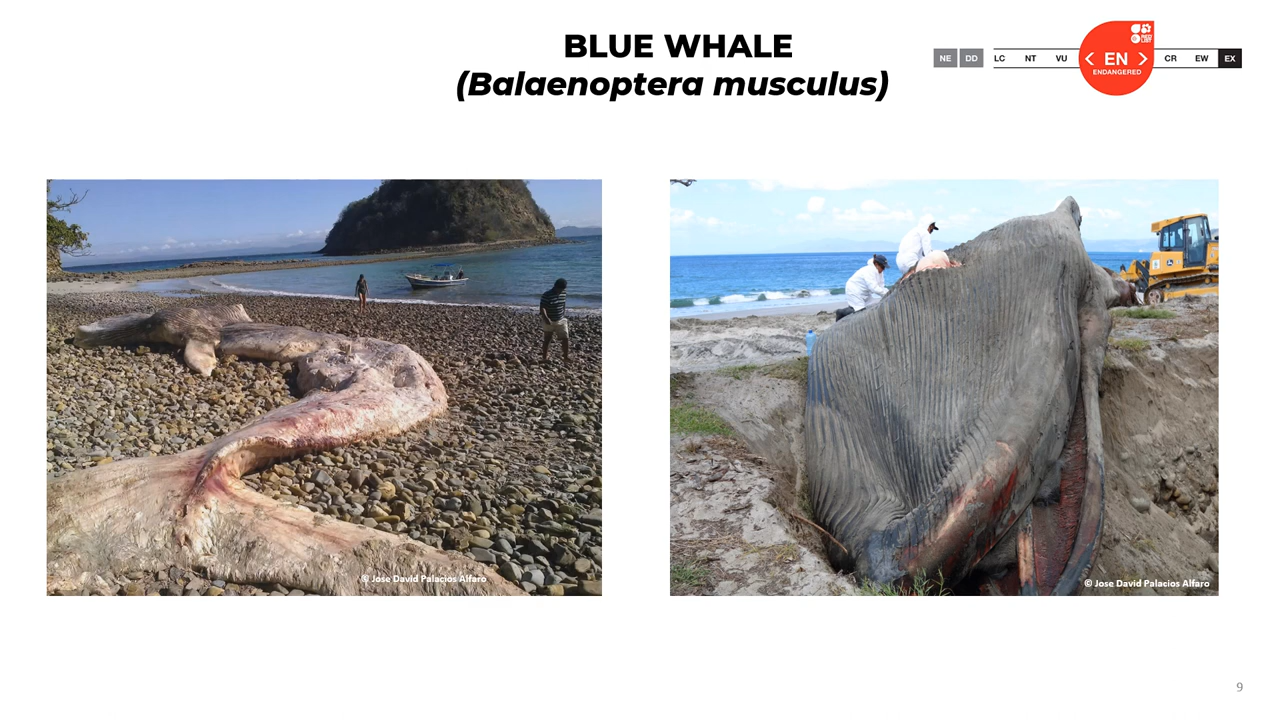 BLUE WHALE
(Balaenoptera musculus)
NE DD LC NT VU < EN > CR EW EX
ENDANGERED
© Jose David Palacios Alfaro
© Jose David Palacios Alfaro
9